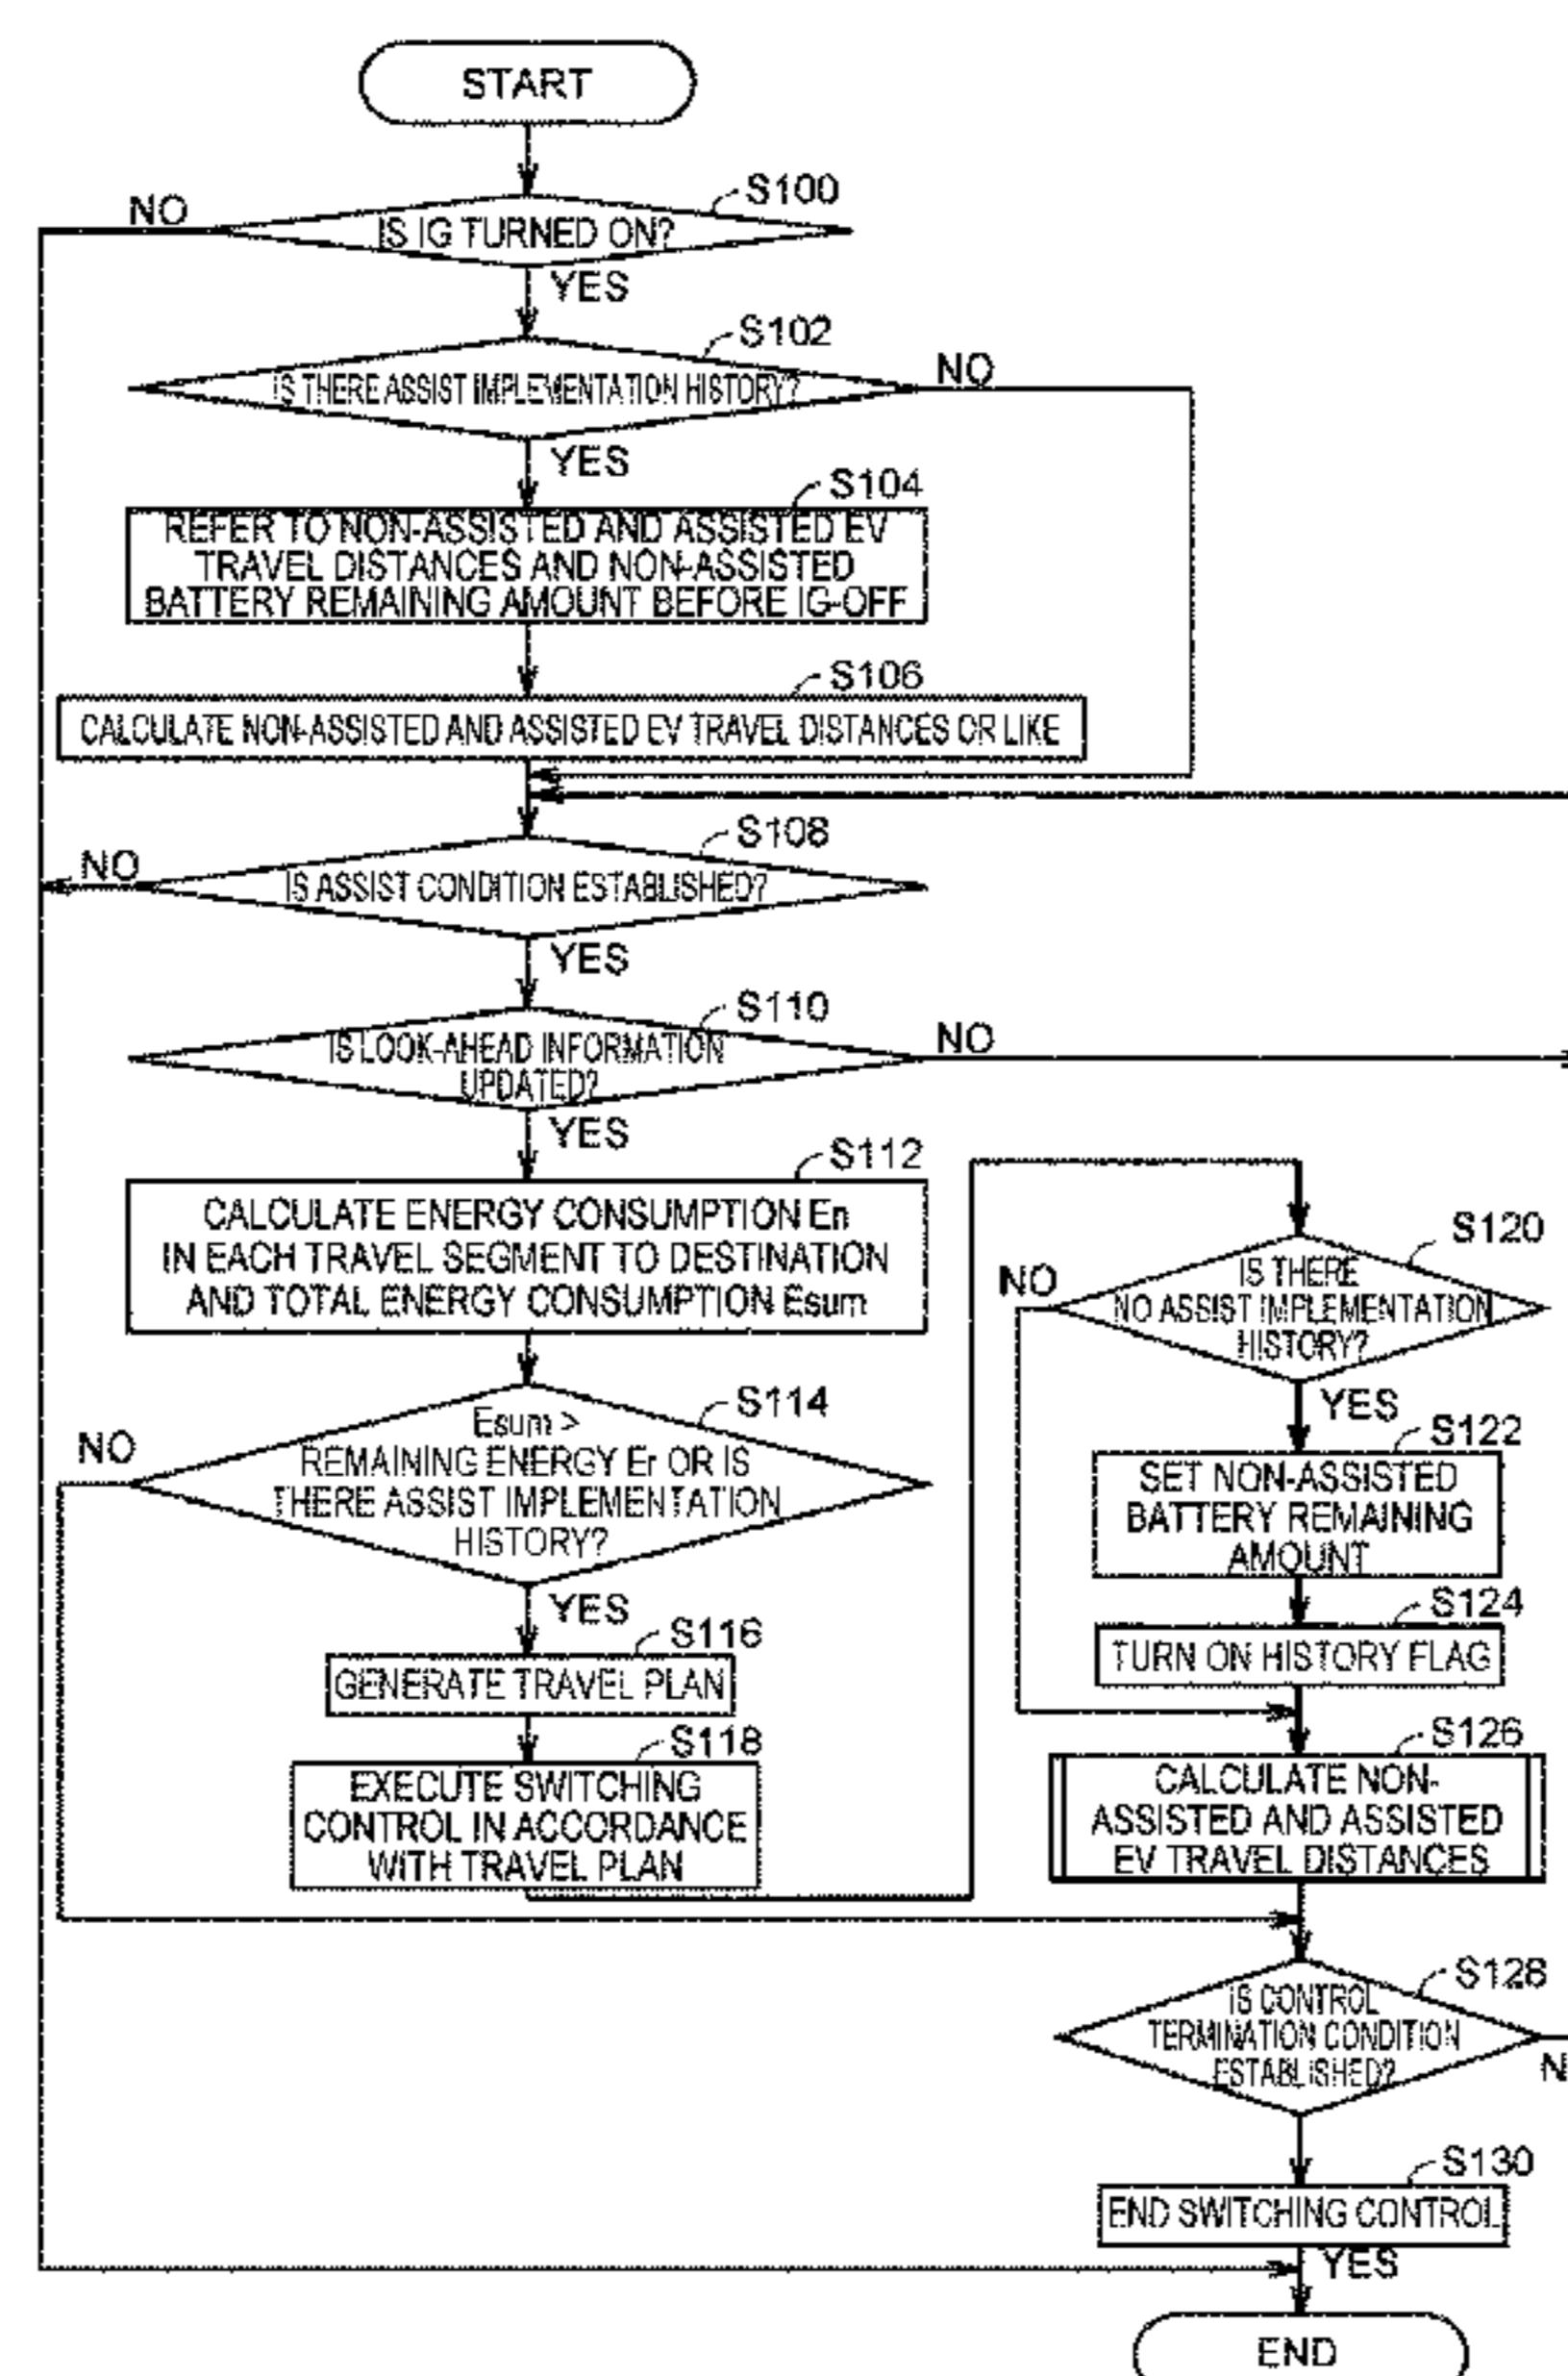 START
S100
NO
IS IG TURNED ON?
YES
S102
IS THERE ASSIST IMPLEMENTATION HISTORY?
NO
YES
S104
REFER TO NON-ASSISTED AND ASSISTED EV
TRAVEL DISTANCES AND NON-ASSISTED
BATTERY REMAINING AMOUNT BEFORE IG-OFF
S106
CALCULATE NON-ASSISTED AND ASSISTED EV TRAVEL DISTANCES OR LIKE
S108
NO
IS ASSIST CONDITION ESTABLISHED?
YES
S110
IS LOOK-AHEAD INFORMATION
UPDATED?
NO
YES
S112
CALCULATE ENERGY CONSUMPTION En
IN EACH TRAVEL SEGMENT TO DESTINATION
AND TOTAL ENERGY CONSUMPTION Esum
S114
NO
Esum >
REMAINING ENERGY Er OR IS
THERE ASSIST IMPLEMENTATION
HISTORY?
YES
S116
GENERATE TRAVEL PLAN
S118
EXECUTE SWITCHING
CONTROL IN ACCORDANCE
WITH TRAVEL PLAN
S120
NO
IS THERE
NO ASSIST IMPLEMENTATION
HISTORY?
YES
S122
SET NON-ASSISTED
BATTERY REMAINING
AMOUNT
S124
TURN ON HISTORY FLAG
S126
CALCULATE NON-
ASSISTED AND ASSISTED
EV TRAVEL DISTANCES
S128
IS CONTROL
TERMINATION CONDITION
ESTABLISHED?
N
S130
END SWITCHING CONTROL
YES
END